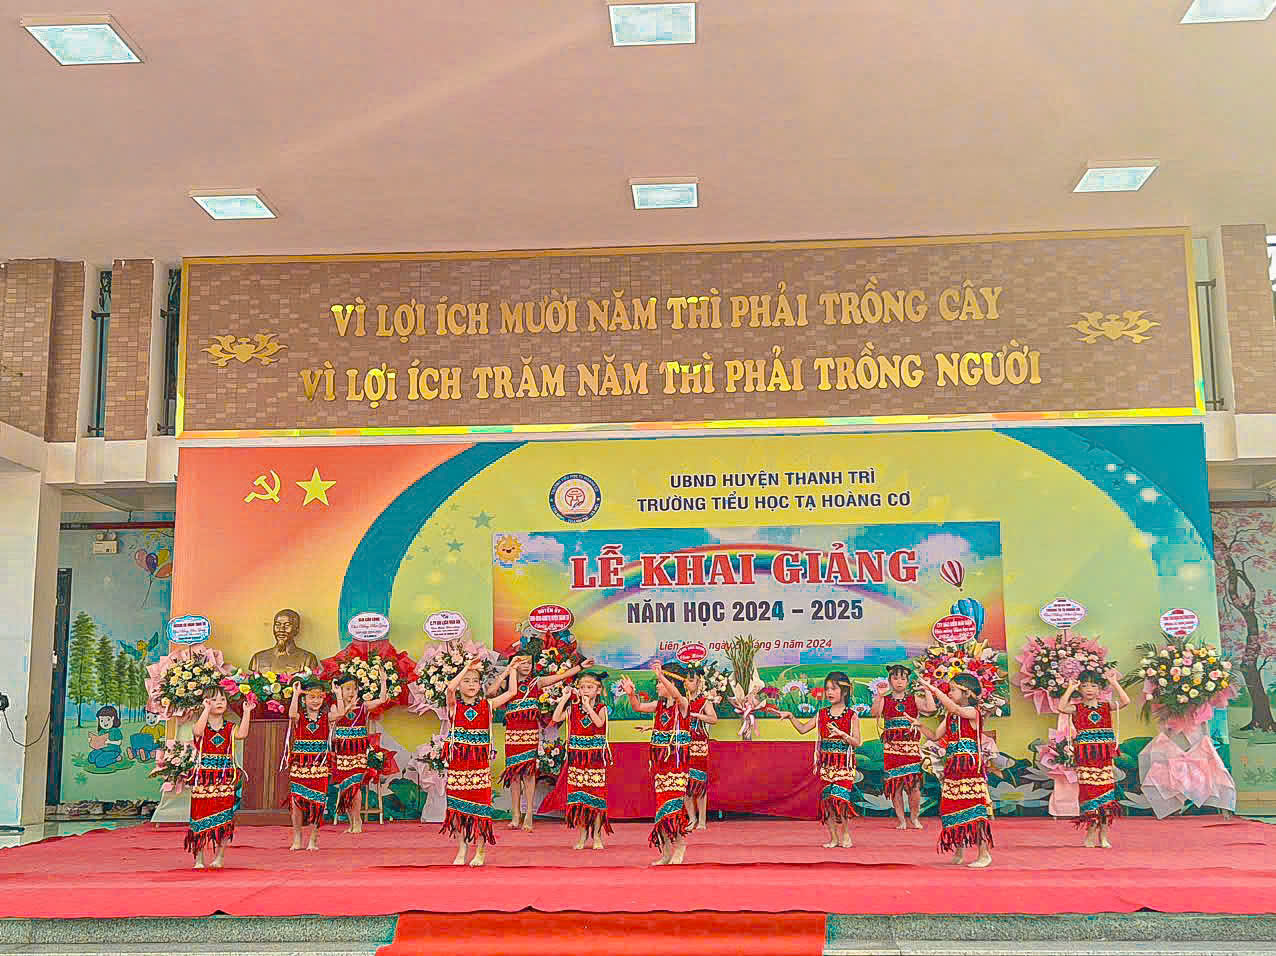 VÌ LỢI ÍCH MƯỜI NĂM THÌ PHẢI TRỒNG CÂY
VÌ LỢI ÍCH TRĂM NĂM THÌ PHẢI TRỒNG NGƯỜI
UBND HUYỆN THANH TRÌ
TRƯỜNG TIỂU HỌC TẠ HOÀNG CƠ
LỄ KHAI GIẢNG
NĂM HỌC 2024 - 2025
9 năm 2024
HUYỆN ỦY